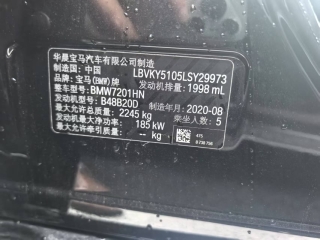 华晨宝马汽车有限公司制造
制造国：中国 LBVKY5105LSY29973
品牌：宝马(BMW)牌 发动机排量：1998 mL
整车型号：BMW7201HN
发动机型号：B48B20D 制造年月：2020-08
最大允许总质量：2245 kg 乘坐人数：5
发动机最大净功率：185 kW
最大允许牵引质量：- kg
475